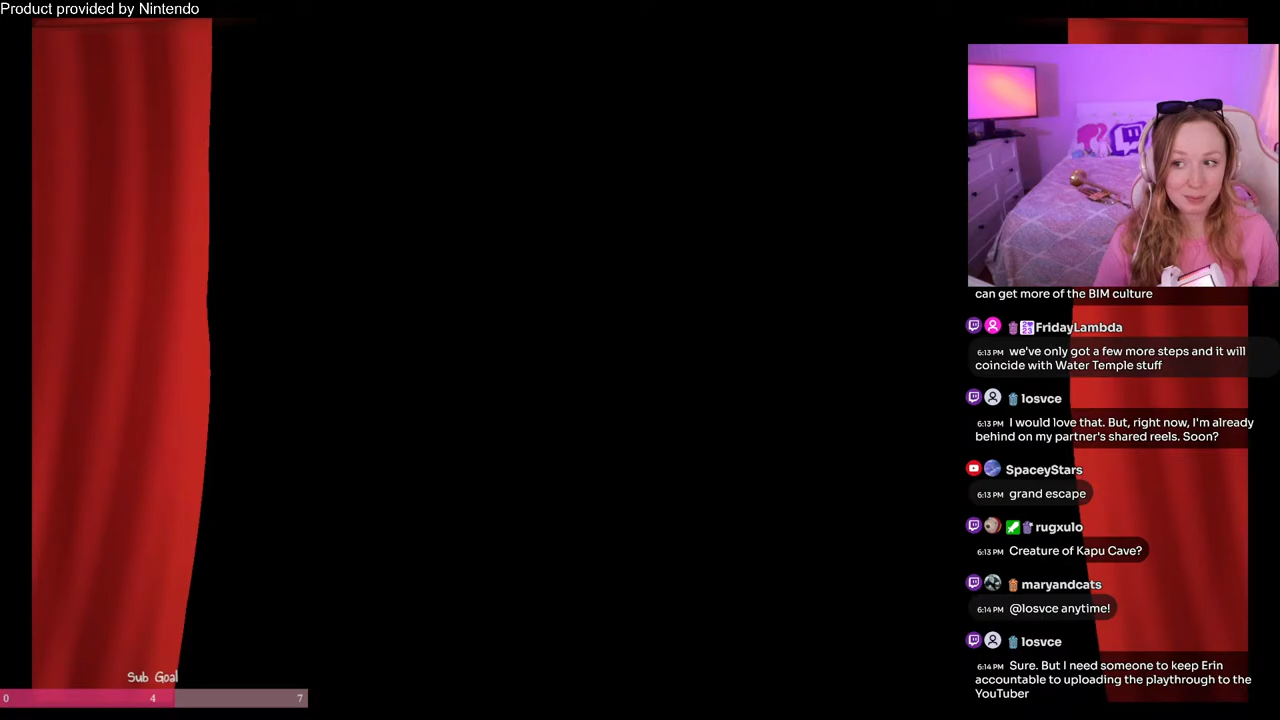 Product provided by Nintendo
can get more of the BIM culture
FridayLambda
6:13 PM we've only got a few more steps and it will
coincide with Water Temple stuff
losvce
6:13 PM I would love that. But, right now, I'm already
behind on my partner's shared reels. Soon?
SpaceyStars
6:13 PM grand escape
rugxulo
6:13 PM Creature of Kapu Cave?
maryandcats
6:14 PM @losvce anytime!
losvce
6:14 PM Sure. But I need someone to keep Erin
accountable to uploading the playthrough to the
YouTuber
Sub Goal
0 4 7